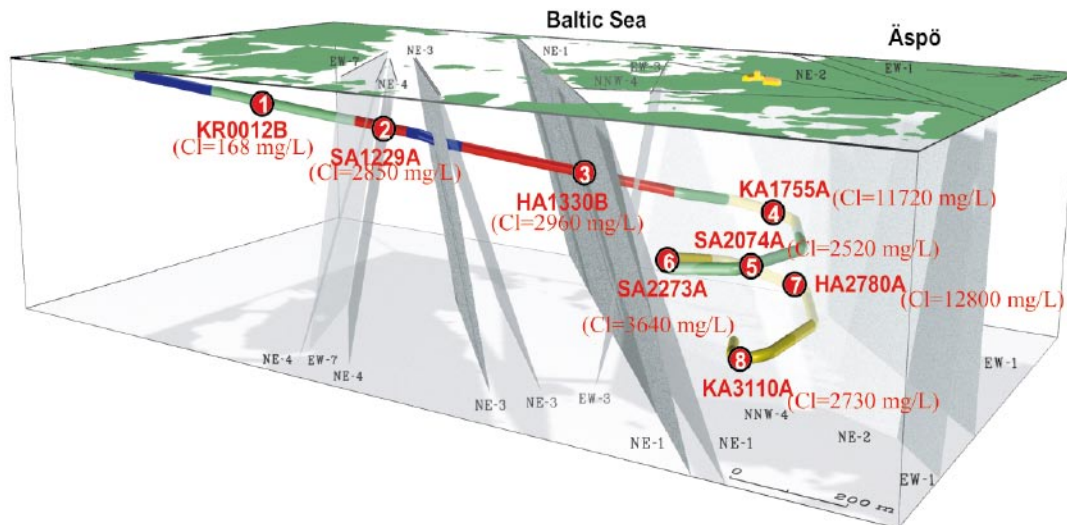 Baltic Sea
Äspö
NE-3
NE-1
EW-7
EW-3
EW-1
NE-4
NNW-4
NE-2
1
KR0012B
(Cl=168 mg/L)
2
SA1229A
(Cl=2850 mg/L)
3
HA1330B
(Cl=2960 mg/L)
KA1755A
(Cl=11720 mg/L)
4
SA2074A
(Cl=2520 mg/L)
5
6
SA2273A
(Cl=3640 mg/L)
7
HA2780A
(Cl=12800 mg/L)
8
KA3110A
(Cl=2730 mg/L)
NE-4 EW-7
NE-4
NE-3
NE-3
EW-3
NNW-4
EW-1
NE-1
NE-1
NE-2
EW-1
0
200 m